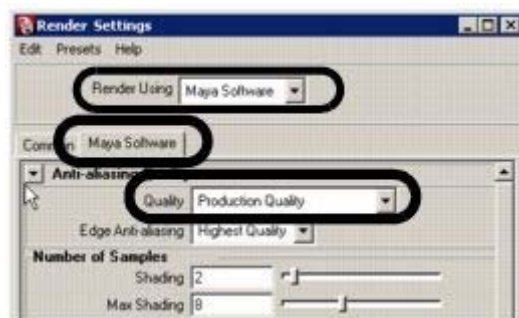 Render Settings
Edit Presets Help
Render Using Maya Software
Common Maya Software
Anti-aliasing
Quality Production Quality
Edge Anti-aliasing Highest Quality
Number of Samples
Shading 2
Max Shading 8